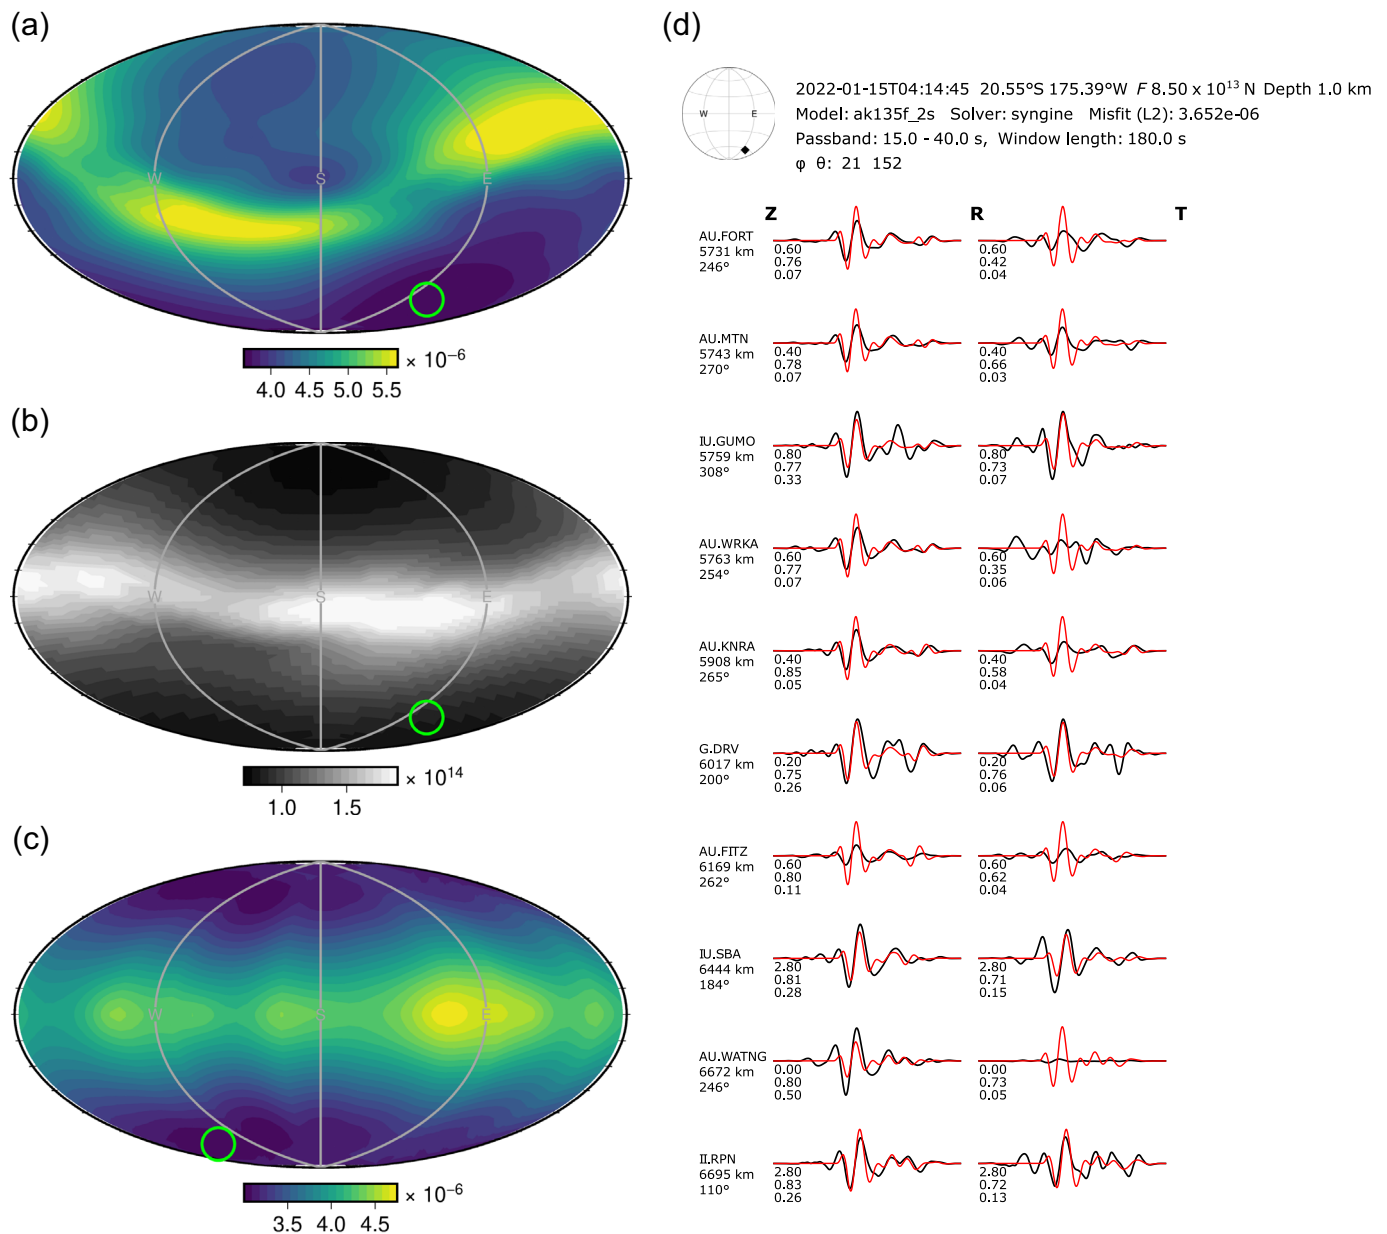 (a)
W
S
E
4.0 4.5 5.0 5.5 × 10⁻⁶
(b)
W
S
E
1.0 1.5 × 10¹⁴
(c)
W
S
E
3.5 4.0 4.5 × 10⁻⁶
(d)
W E
2022-01-15T04:14:45 20.55°S 175.39°W F 8.50 x 10¹³ N Depth 1.0 km
Model: ak135f_2s Solver: syngine Misfit (L2): 3.652e-06
Passband: 15.0 - 40.0 s, Window length: 180.0 s
φ θ: 21 152
Z R T
AU.FORT
5731 km
246°
0.60
0.76
0.07
0.60
0.42
0.04
AU.MTN
5743 km
270°
0.40
0.78
0.07
0.40
0.66
0.03
IU.GUMO
5759 km
308°
0.80
0.77
0.33
0.80
0.73
0.07
AU.WRKA
5763 km
254°
0.60
0.77
0.07
0.60
0.35
0.06
AU.KNRA
5908 km
265°
0.40
0.85
0.05
0.40
0.58
0.04
G.DRV
6017 km
200°
0.20
0.75
0.26
0.20
0.76
0.06
AU.FITZ
6169 km
262°
0.60
0.80
0.11
0.60
0.62
0.04
IU.SBA
6444 km
184°
2.80
0.81
0.28
2.80
0.71
0.15
AU.WATNG
6672 km
246°
0.00
0.80
0.50
0.00
0.73
0.05
II.RPN
6695 km
110°
2.80
0.83
0.26
2.80
0.72
0.13